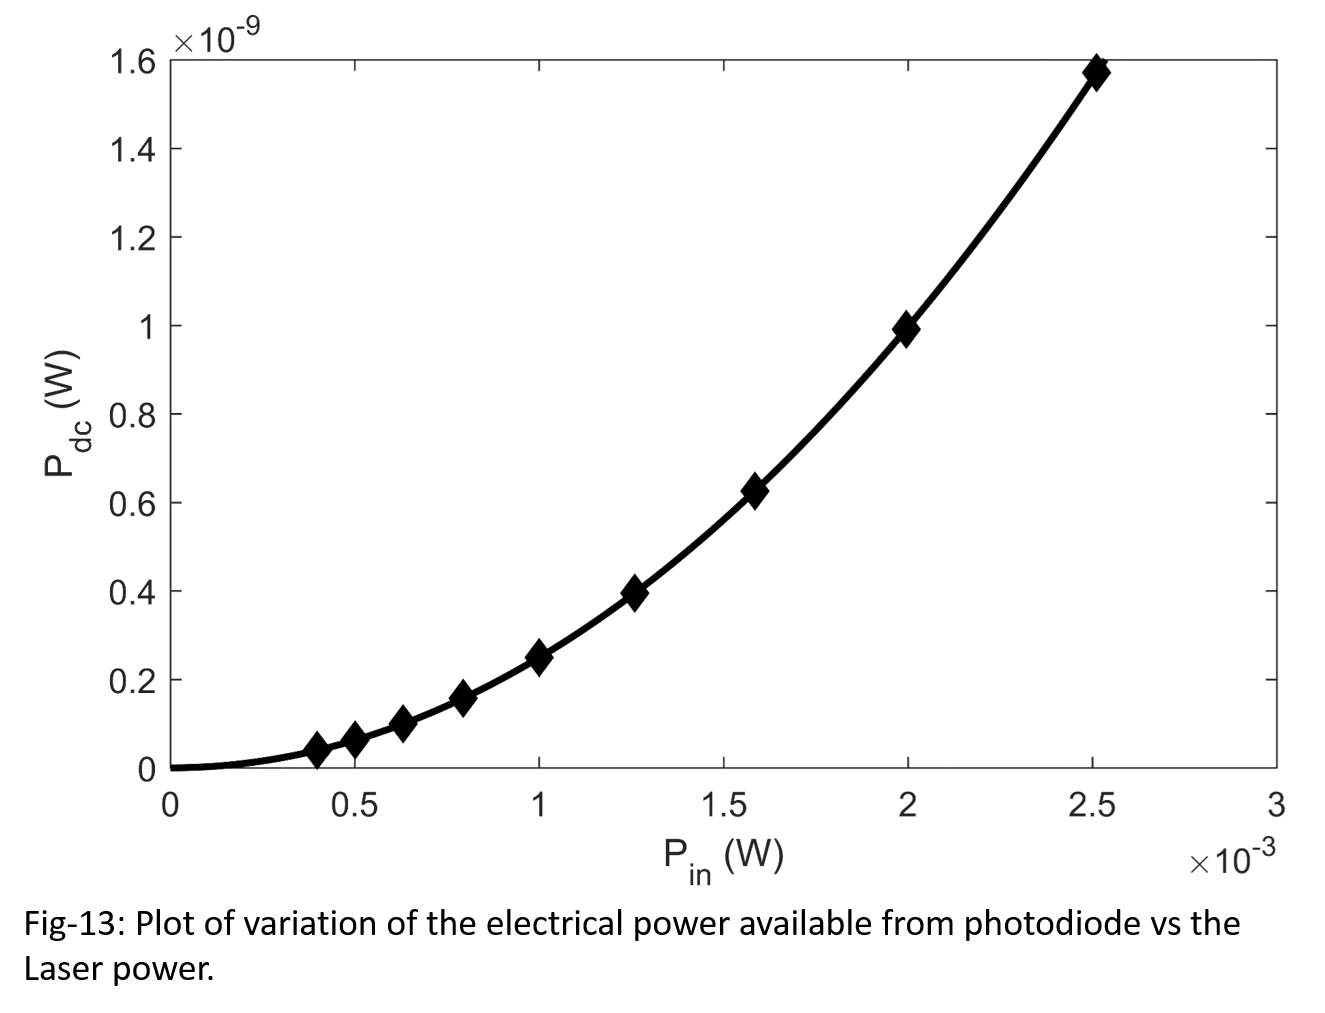 ×10-9
1.6
1.4
1.2
1
0.8
0.6
0.4
0.2
0
Pdc (W)
0 0.5 1 1.5 2 2.5 3
Pin (W)
×10-3
Fig-13: Plot of variation of the electrical power available from photodiode vs the
Laser power.